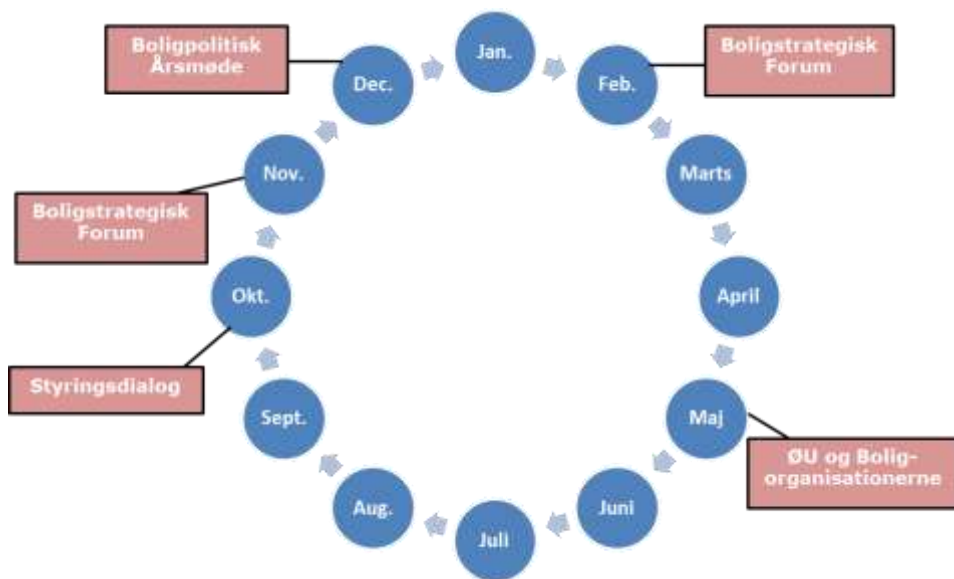 Jan.
Feb.
Boligstrategisk
Forum
Marts
April
Maj
ØU og Bolig-
organisationerne
Juni
Juli
Aug.
Sept.
Okt.
Styringsdialog
Nov.
Boligstrategisk
Forum
Dec.
Boligpolitisk
Årsmøde